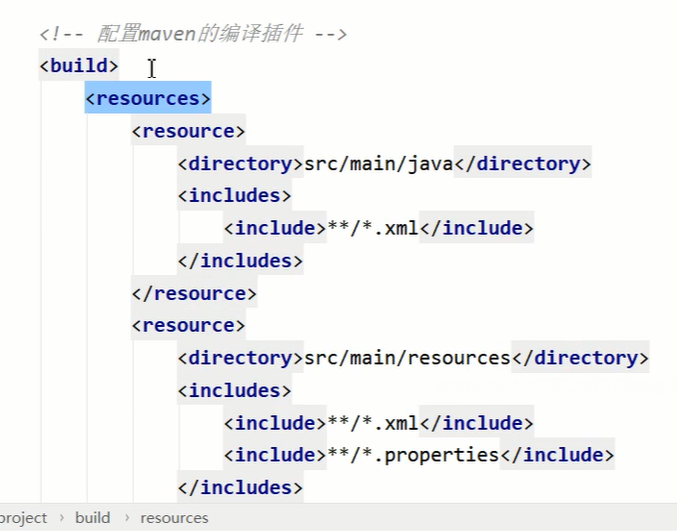 <!-- 配置maven的编译插件 -->
<build>
<resources>
<resource>
<directory>src/main/java</directory>
<includes>
<include>**/*.xml</include>
</includes>
</resource>
<resource>
<directory>src/main/resources</directory>
<includes>
<include>**/*.xml</include>
<include>**/*.properties</include>
</includes>
project › build › resources